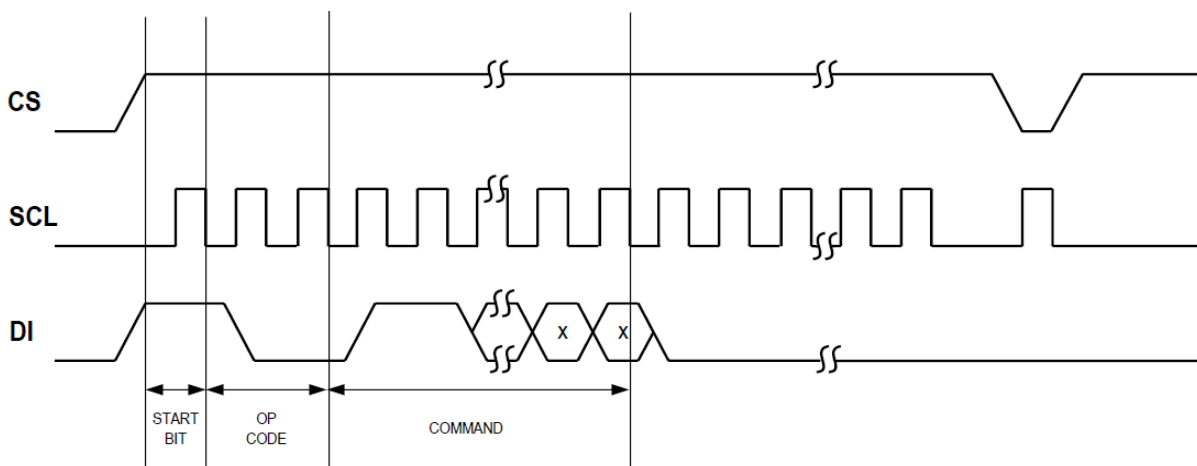 CS
SCL
DI
X
X
START
BIT
OP
CODE
COMMAND